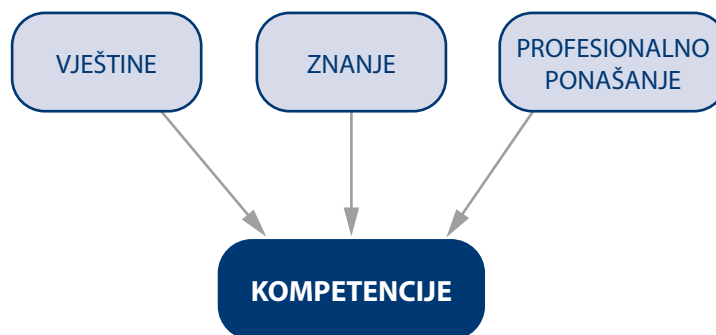 VJEŠTINE
ZNANJE
PROFESIONALNO
PONAŠANJE
KOMPETENCIJE